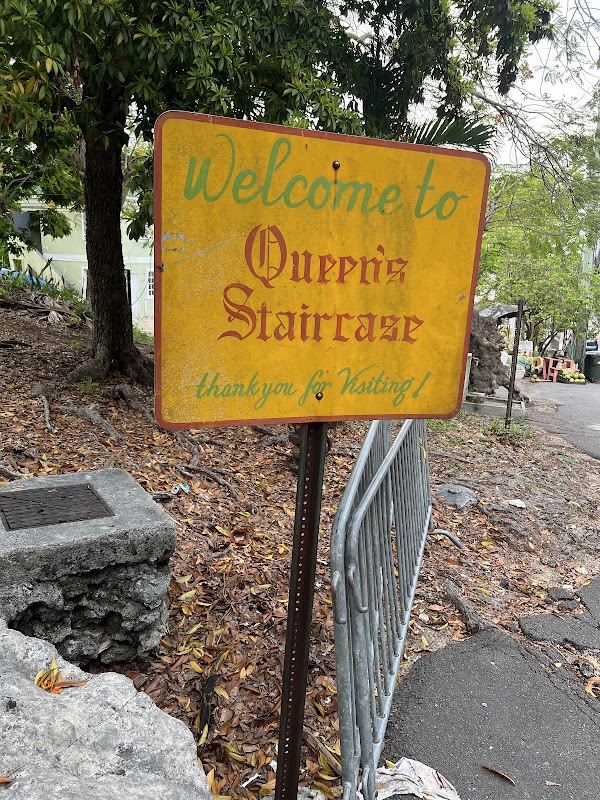 Welcome to
Queen's
Staircase
thank you for Visiting!